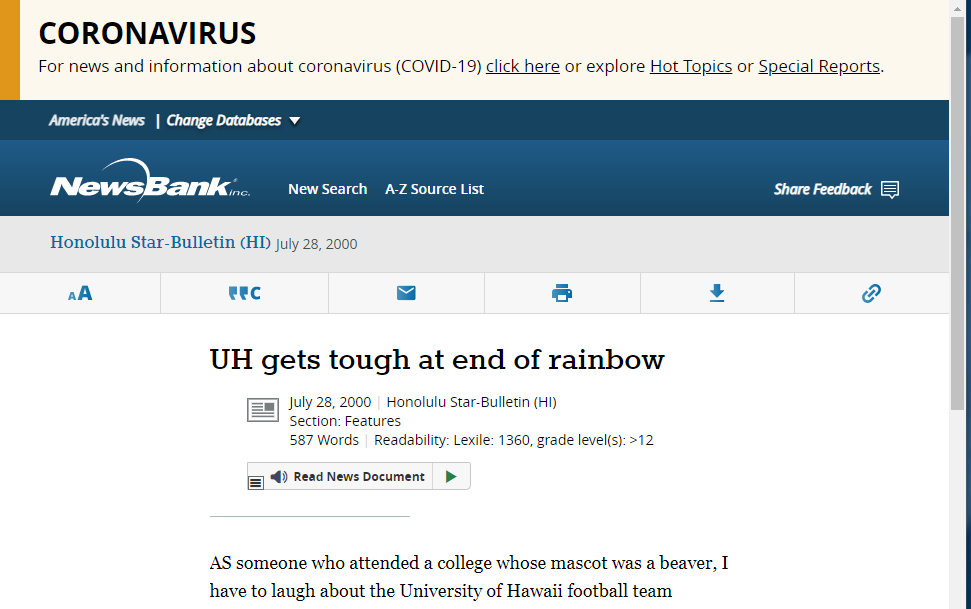 CORONAVIRUS
For news and information about coronavirus (COVID-19) click here or explore Hot Topics or Special Reports.
America's News | Change Databases
NewsBank inc. New Search A-Z Source List Share Feedback
Honolulu Star-Bulletin (HI) July 28, 2000
AA C
UH gets tough at end of rainbow
July 28, 2000 | Honolulu Star-Bulletin (HI)
Section: Features
587 Words | Readability: Lexile: 1360, grade level(s): >12
Read News Document
AS someone who attended a college whose mascot was a beaver, I
have to laugh about the University of Hawaii football team